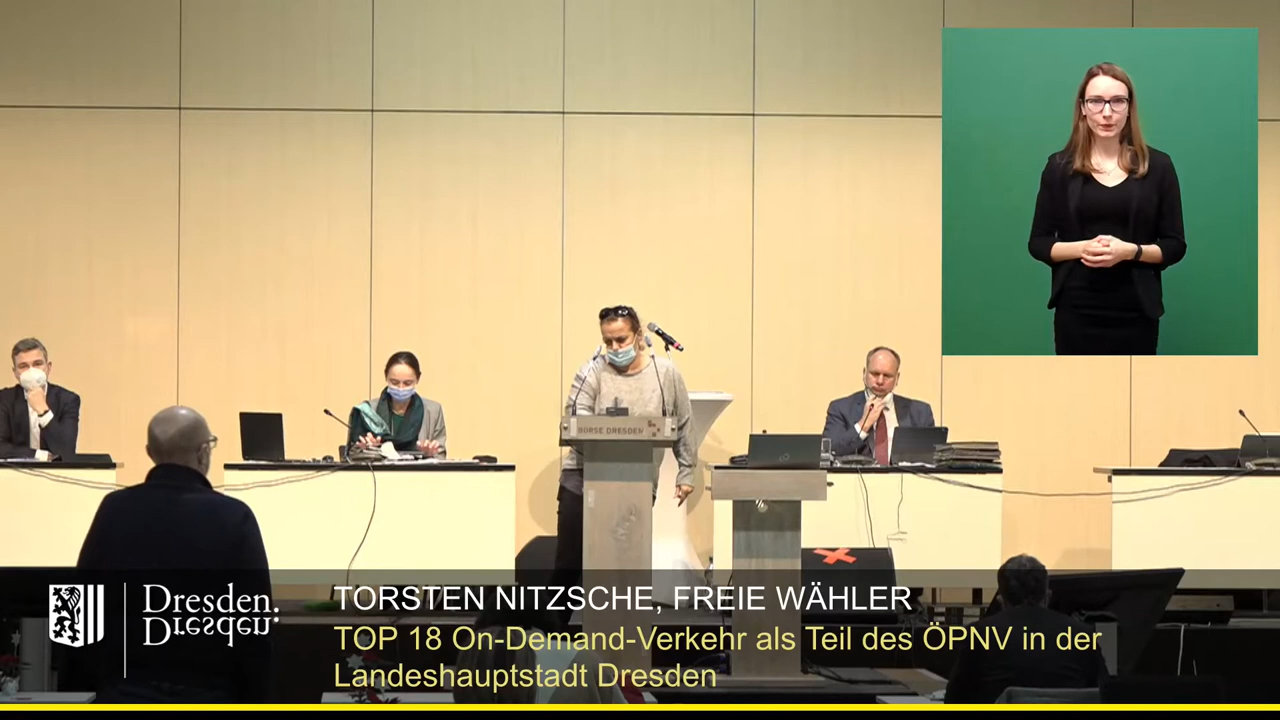 BÖRSE DRESDEN
Dresden.
Dresden.
TORSTEN NITZSCHE, FREIE WÄHLER
TOP 18 On-Demand-Verkehr als Teil des ÖPNV in der
Landeshauptstadt Dresden